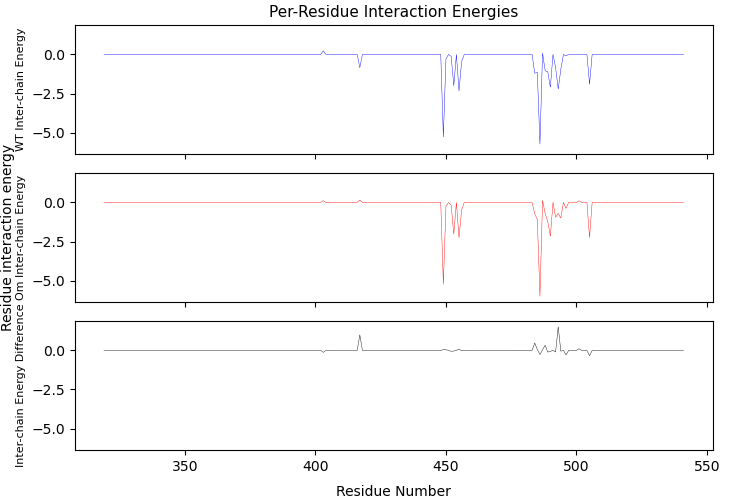 Per-Residue Interaction Energies
WT Inter-chain Energy
0.0
−2.5
−5.0
Residue interaction energy
Om Inter-chain Energy
0.0
−2.5
−5.0
Inter-chain Energy Difference
0.0
−2.5
−5.0
350
400
450
500
550
Residue Number